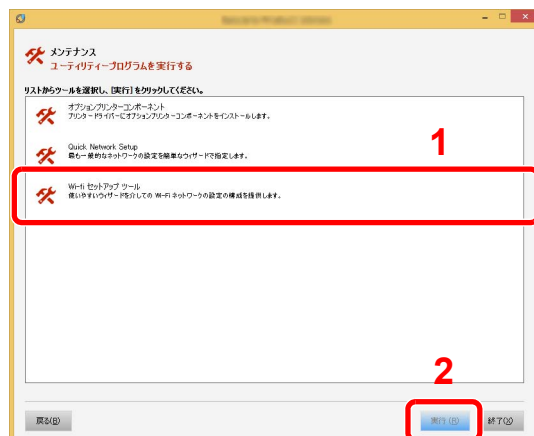 メンテナンス
ユーティリティープログラムを実行する
リストからツールを選択し、[実行]をクリックしてください。
オプションプリンターコンポーネント
プリンタードライバーにオプションプリンターコンポーネントをインストールします。
1
Quick Network Setup
最も一般的なネットワークの設定を簡単なウィザードで指定します。
Wi-fi セットアップ ツール
使いやすいウィザードを介しての Wi-Fi ネットワークの設定の構成を提供します。
2
戻る(B)
実行 (R)
終了(X)